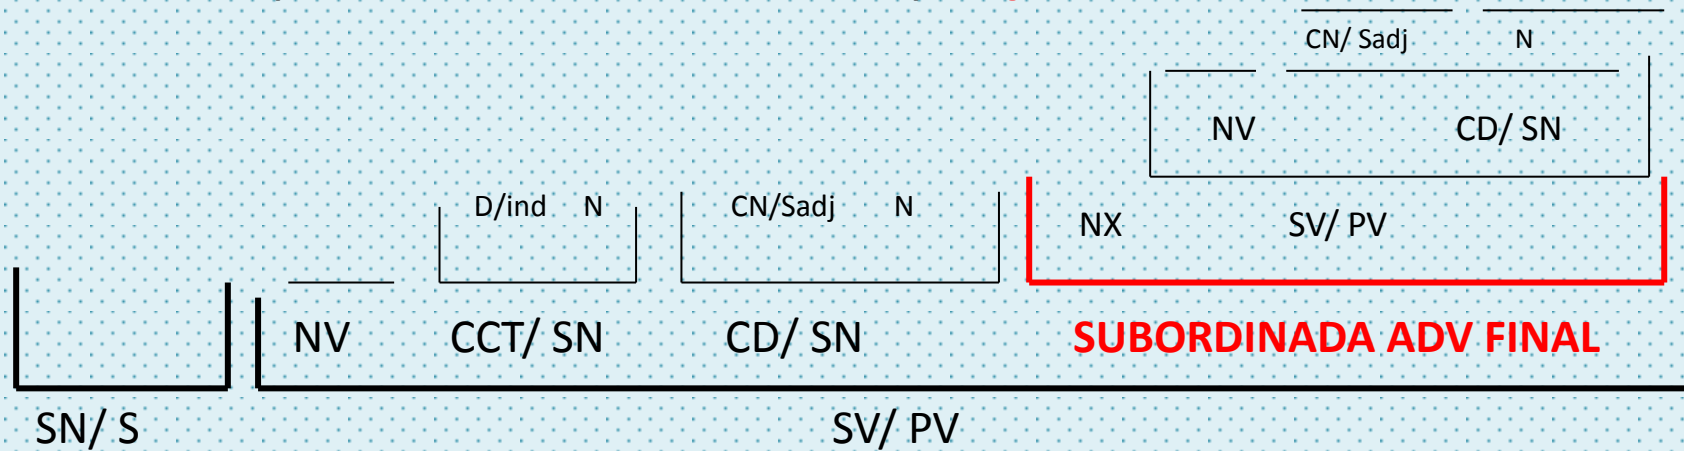 CN/ Sadj N
NV CD/ SN
D/ind N CN/Sadj N
NX SV/ PV
NV CCT/ SN CD/ SN SUBORDINADA ADV FINAL
SN/ S SV/ PV